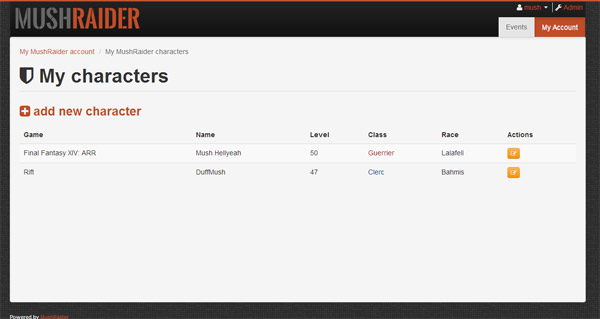 MUSHRAIDER
mush Admin
Events My Account
My MushRaider account / My MushRaider characters
My characters
add new character
Game Name Level Class Race Actions
Final Fantasy XIV: ARR Mush Hellyeah 50 Guerrier Lalafell
Rift DuffMush 47 Clerc Bahmis
Powered by MushRaider